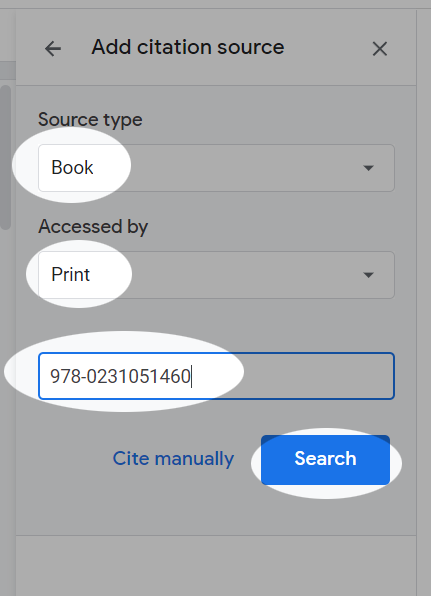 Add citation source
Source type
Book
Accessed by
Print
978-0231051460
Cite manually Search